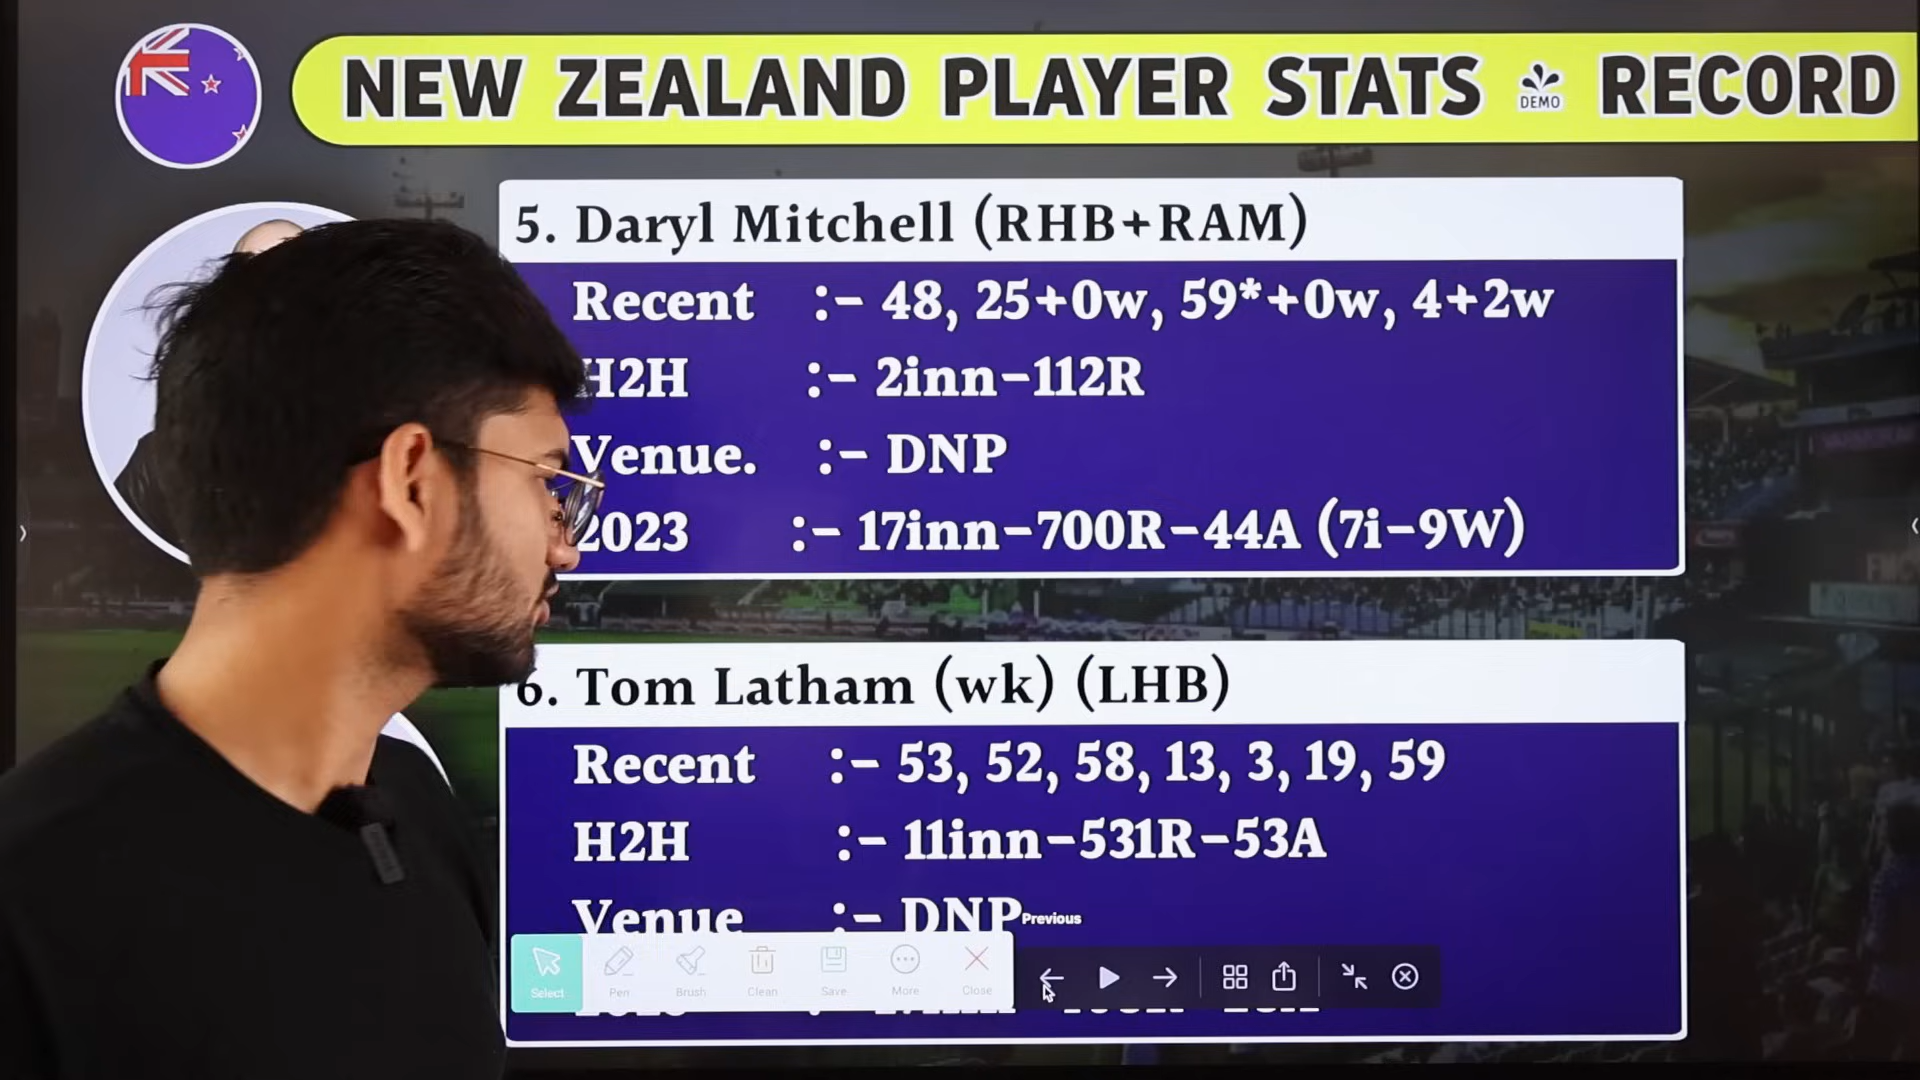 NEW ZEALAND PLAYER STATS DEMO RECORD
5. Daryl Mitchell (RHB+RAM)
Recent :- 48, 25+0w, 59*+0w, 4+2w
H2H :- 2inn-112R
Venue. :- DNP
2023 :- 17inn-700R-44A (7i-9W)
6. Tom Latham (wk) (LHB)
Recent :- 53, 52, 58, 13, 3, 19, 59
H2H :- 11inn-531R-53A
Venue :- DNP
Previous
Select Pen Brush Clean Save More Close